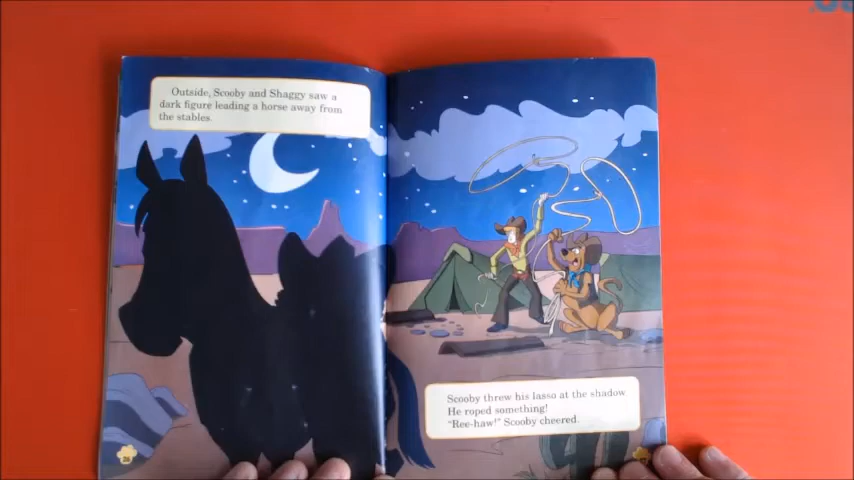 Outside, Scooby and Shaggy saw a
dark figure leading a horse away from
the stables.
Scooby threw his lasso at the shadow
He roped something!
"Ree-haw!" Scooby cheered.